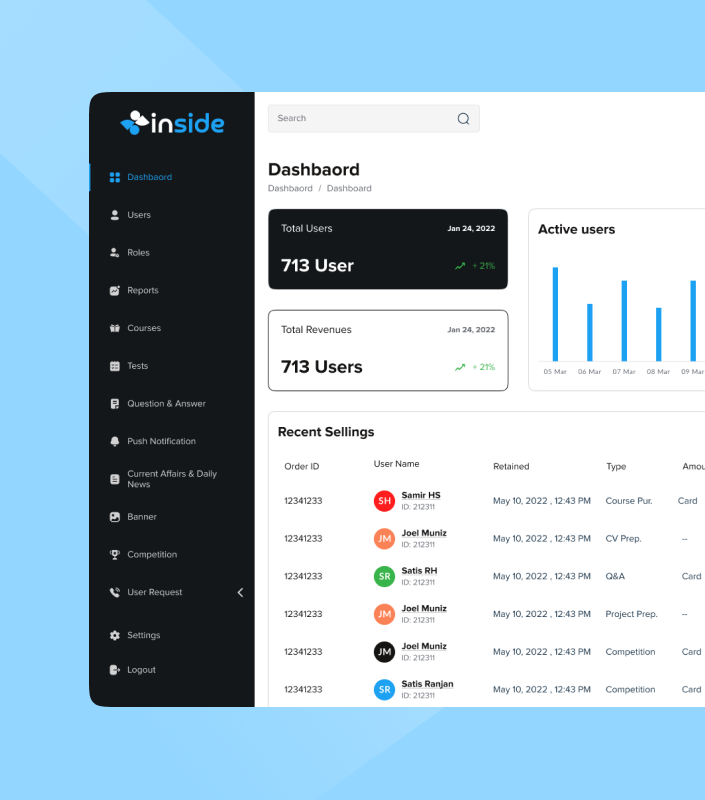 inside
Dashbaord
Users
Roles
Reports
Courses
Tests
Question & Answer
Push Notification
Current Affairs & Daily
News
Banner
Competition
User Request
Settings
Logout
Search
Dashbaord
Dashbaord / Dashboard
Total Users Jan 24, 2022
713 User + 21%
Total Revenues Jan 24, 2022
713 Users + 21%
Active users
05 Mar 06 Mar 07 Mar 08 Mar 09 Mar
Recent Sellings
Order ID User Name Retained Type Amou
12341233 SH Samir HS May 10, 2022 , 12:43 PM Course Pur. Card
ID: 212311
12341233 JM Joel Muniz May 10, 2022 , 12:43 PM CV Prep. --
ID: 212311
12341233 SR Satis RH May 10, 2022 , 12:43 PM Q&A Card
ID: 212311
12341233 JM Joel Muniz May 10, 2022 , 12:43 PM Project Prep. --
ID: 212311
12341233 JM Joel Muniz May 10, 2022 , 12:43 PM Competition Card
ID: 212311
12341233 SR Satis Ranjan May 10, 2022 , 12:43 PM Competition Card
ID: 212311